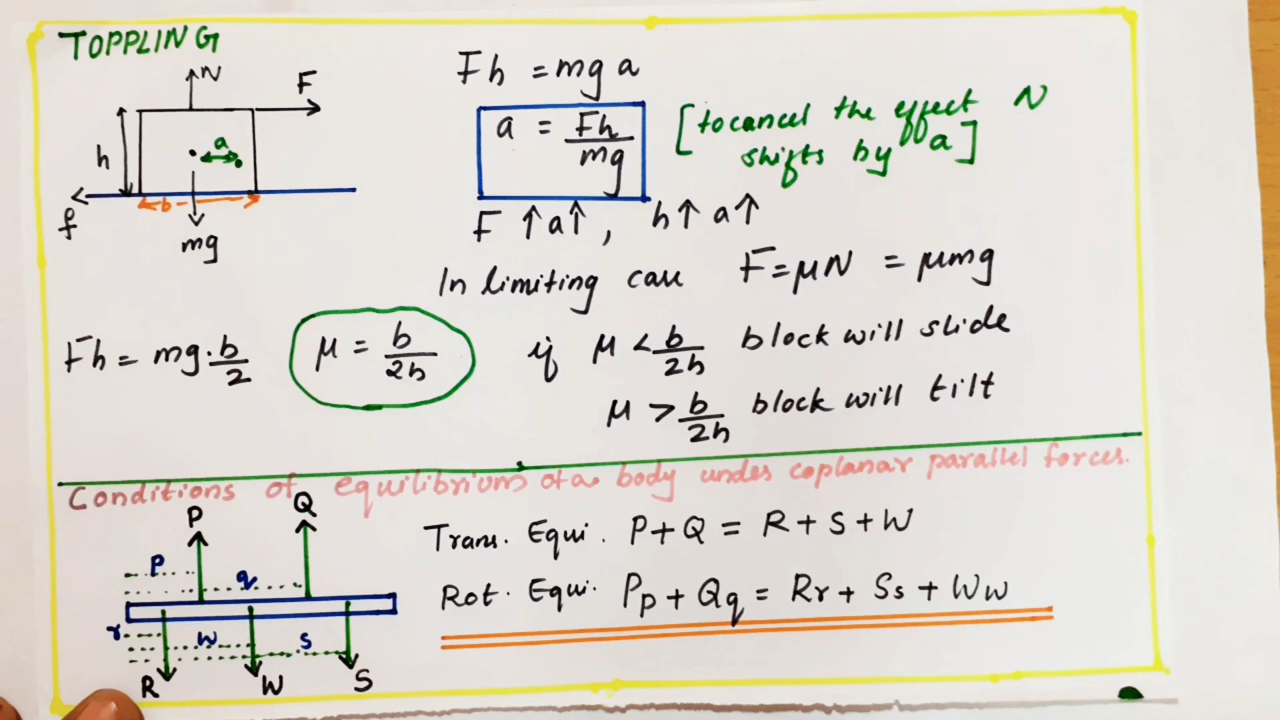 TOPPLING
N
F
a
h
b
f
mg
Fh = mg a
a = Fh/mg
[to cancel the effect N
shifts by "a"]
F ↑ a ↑, h ↑ a ↑
In limiting case F = μN = μmg
Fh = mg. b/2
μ = b/2h
if μ < b/2h block will slide
μ > b/2h block will tilt
Conditions of equilibrium of a body under coplanar parallel forces.
P
Q
p
q
r
w
s
R
W
S
Trans. Equi. P + Q = R + S + W
Rot. Equi. Pp + Qq = Rr + Ss + Ww